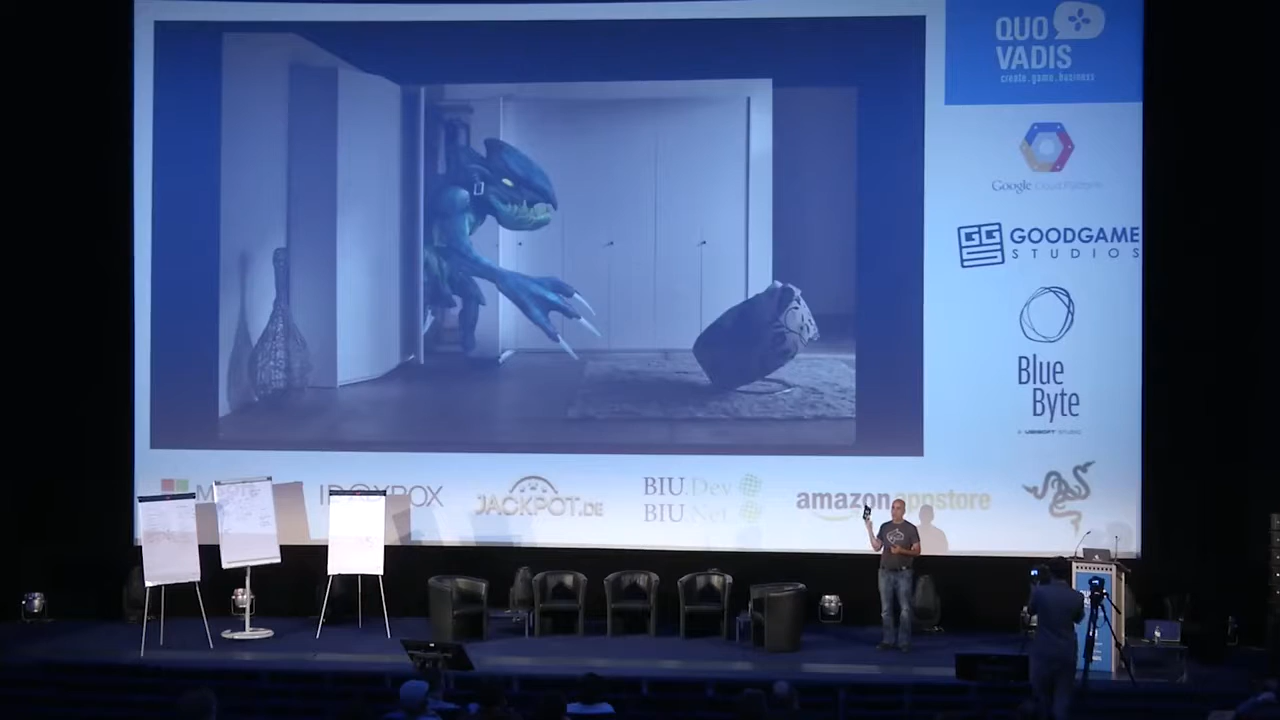 QUO
VADIS
create.game.business
Google Cloud Platform
GOODGAME
STUDIOS
Blue
Byte
JACKPOT.DE
BIU.Dev
BIU.Net
amazon appstore